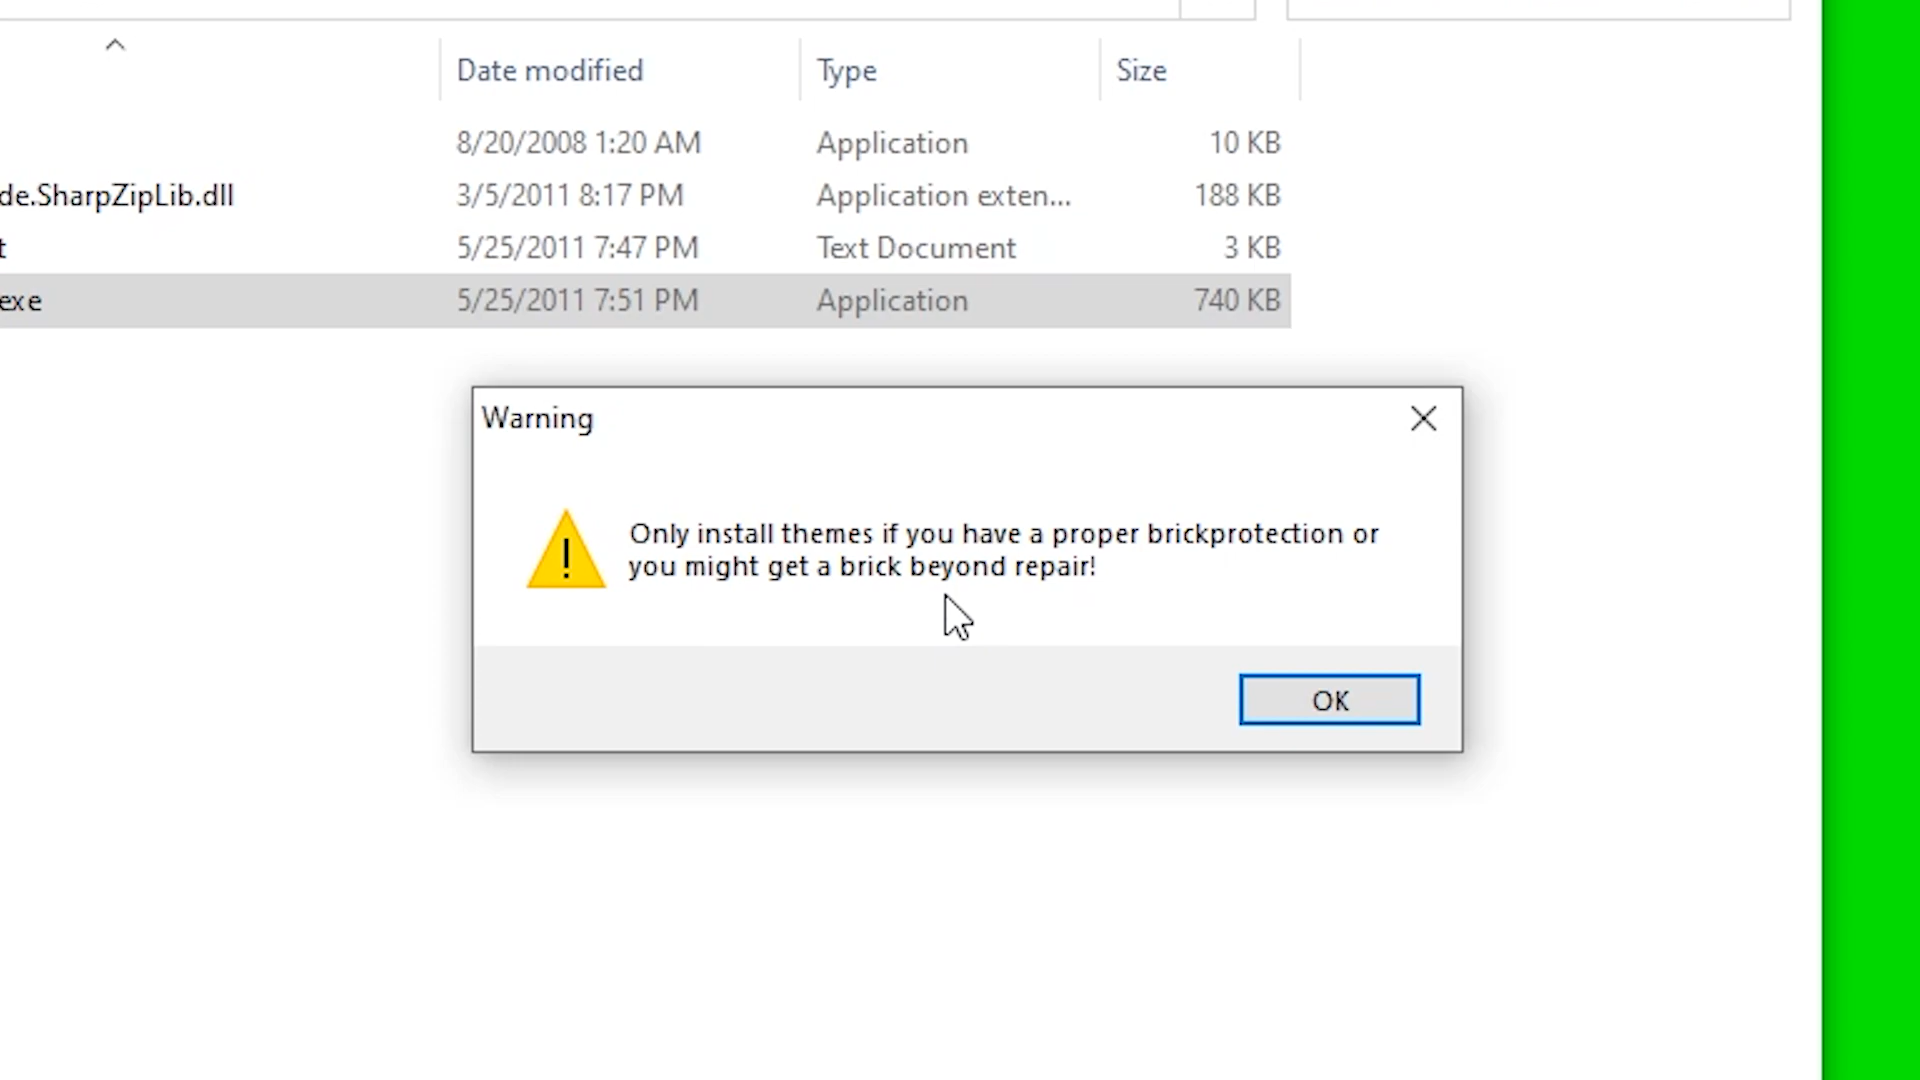 Date modified Type Size
8/20/2008 1:20 AM Application 10 KB
de.SharpZipLib.dll 3/5/2011 8:17 PM Application exten... 188 KB
t 5/25/2011 7:47 PM Text Document 3 KB
exe 5/25/2011 7:51 PM Application 740 KB
Warning
Only install themes if you have a proper brickprotection or
you might get a brick beyond repair!
OK